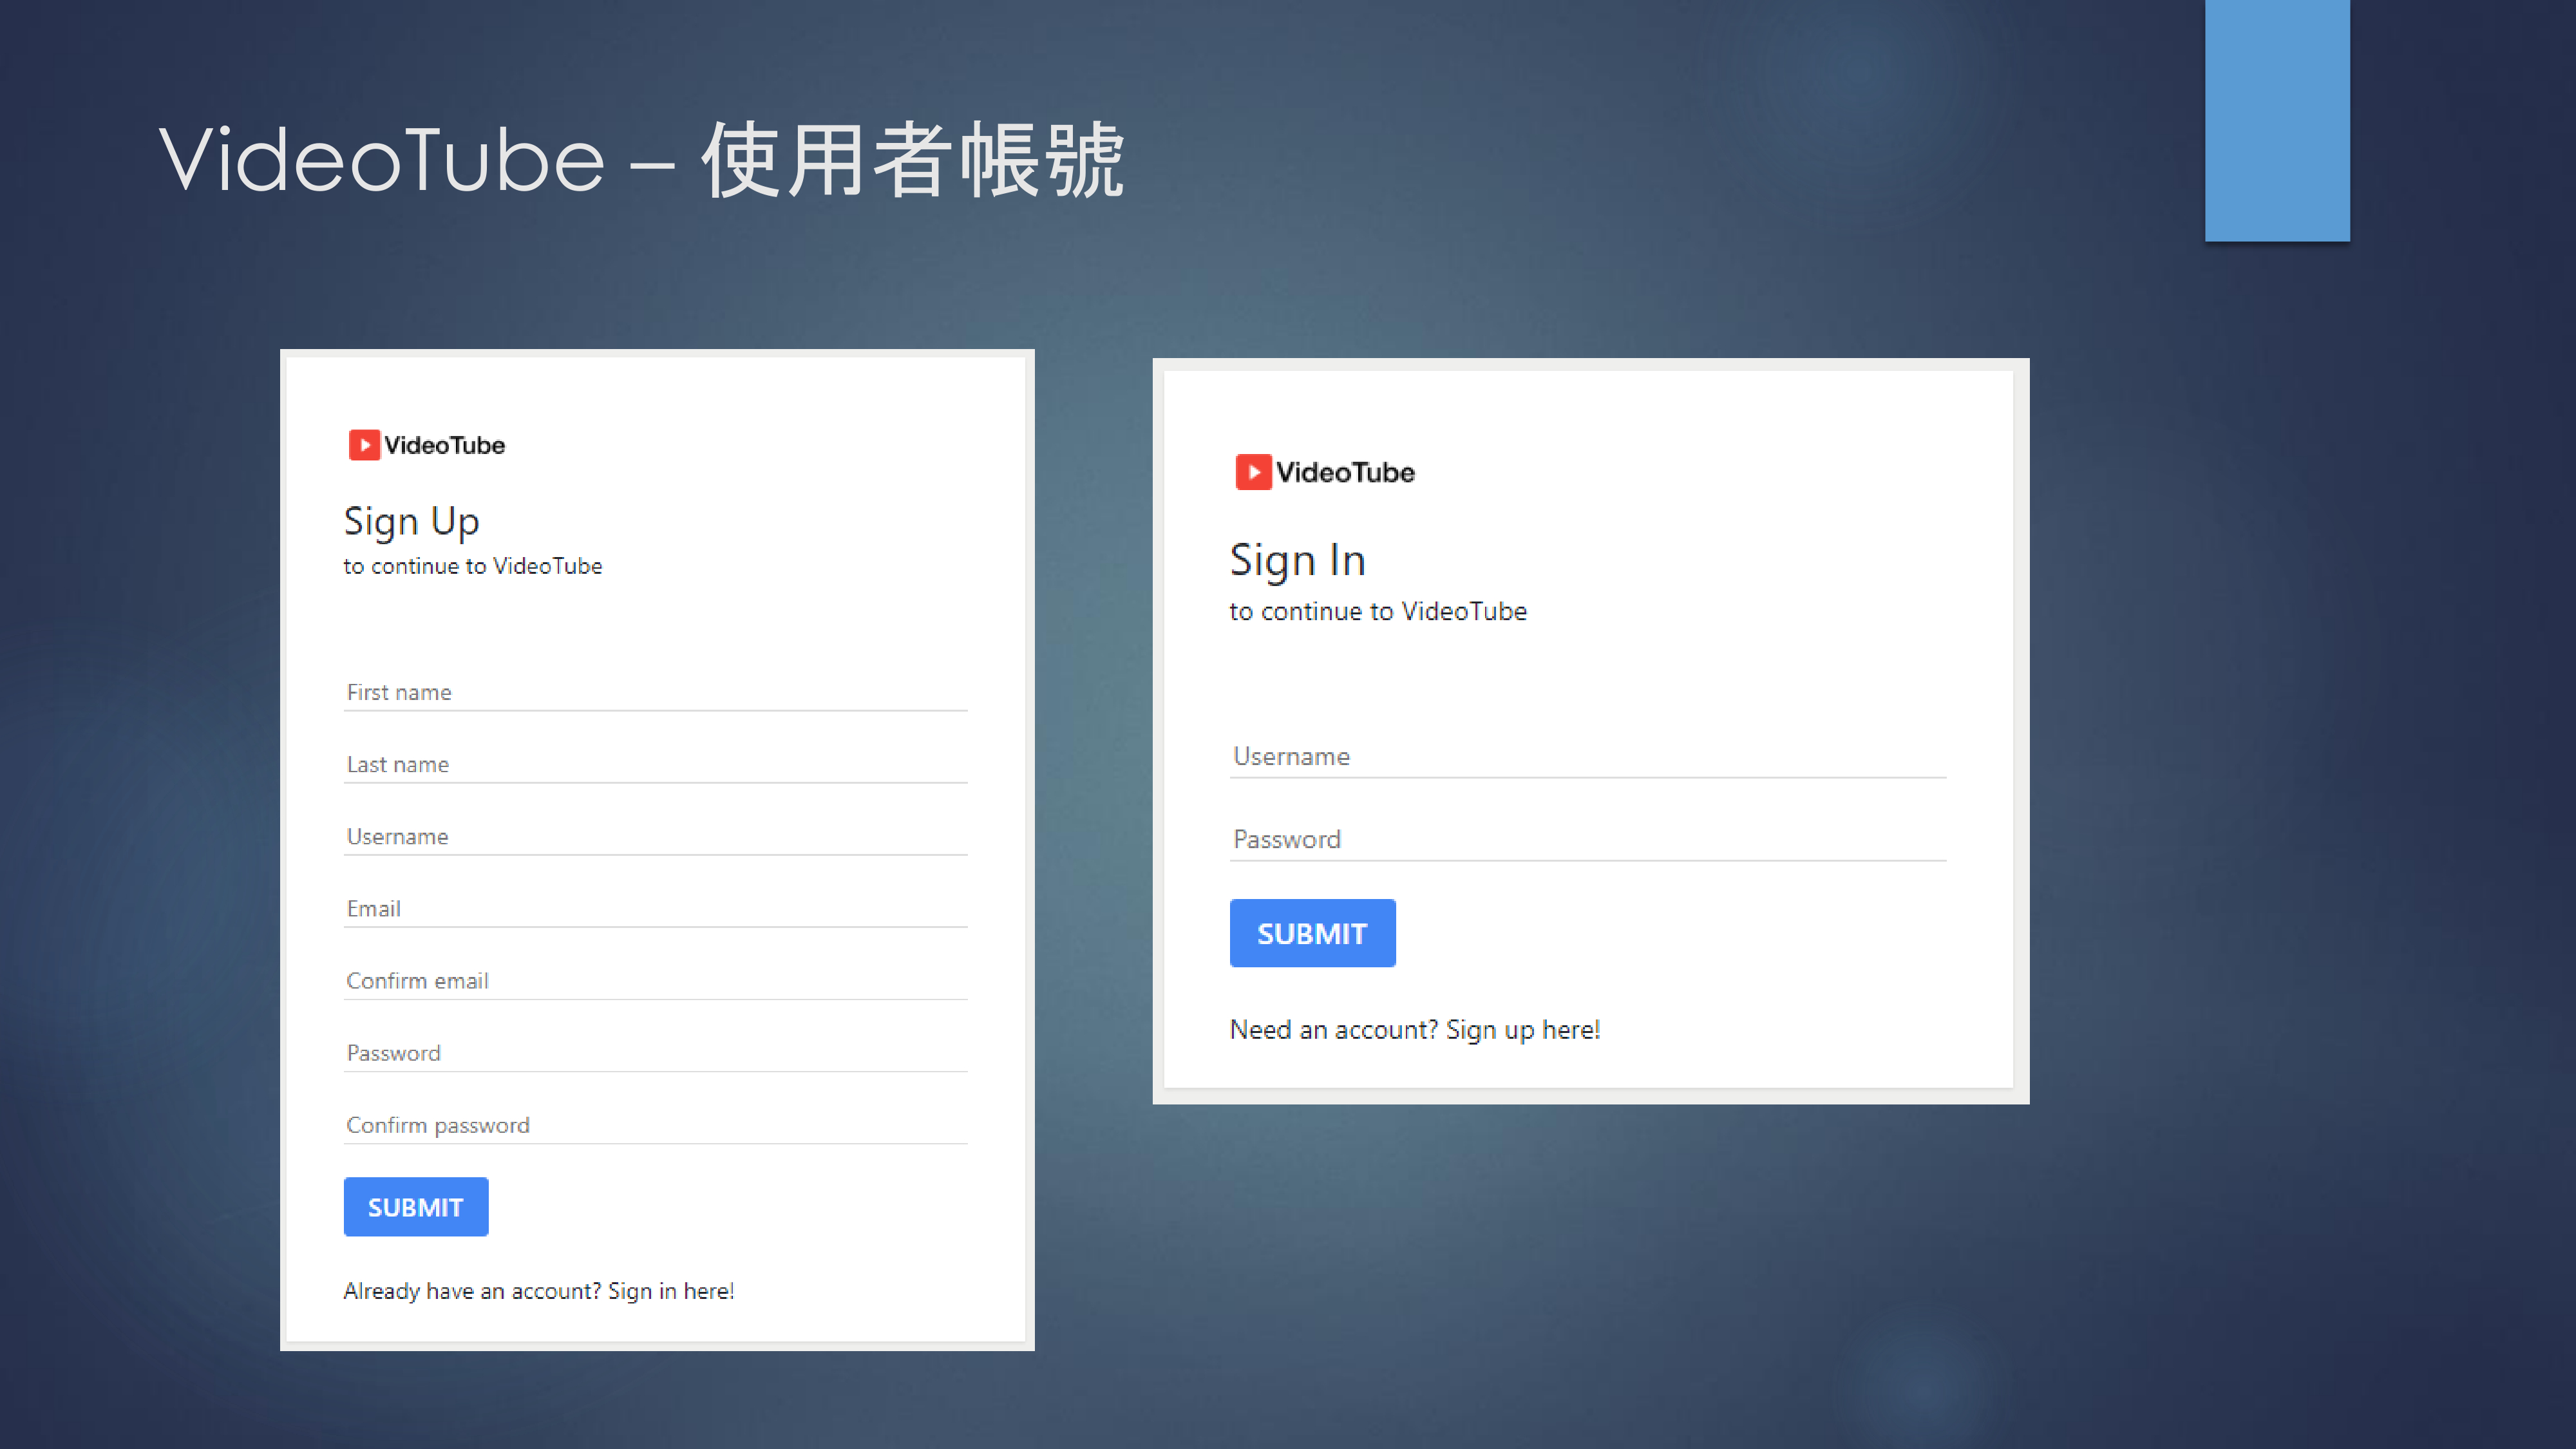 VideoTube – 使用者帳號
VideoTube
Sign Up
to continue to VideoTube
First name
Last name
Username
Email
Confirm email
Password
Confirm password
SUBMIT
Already have an account? Sign in here!
VideoTube
Sign In
to continue to VideoTube
Username
Password
SUBMIT
Need an account? Sign up here!